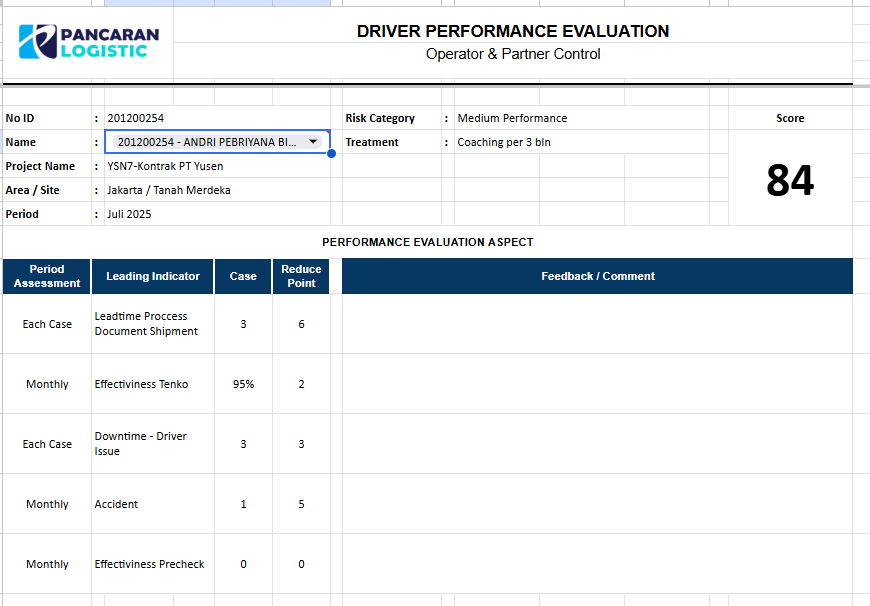 PANCARAN
LOGISTIC
DRIVER PERFORMANCE EVALUATION
Operator & Partner Control
No ID : 201200254 Risk Category : Medium Performance Score
Name : 201200254 - ANDRI PEBRIYANA BI... Treatment : Coaching per 3 bln
Project Name : YSN7-Kontrak PT Yusen
84
Area / Site : Jakarta / Tanah Merdeka
Period : Juli 2025
PERFORMANCE EVALUATION ASPECT
Period Assessment Leading Indicator Case Reduce Point Feedback / Comment
Each Case Leadtime Proccess Document Shipment 3 6
Monthly Effectiviness Tenko 95% 2
Each Case Downtime - Driver Issue 3 3
Monthly Accident 1 5
Monthly Effectiviness Precheck 0 0